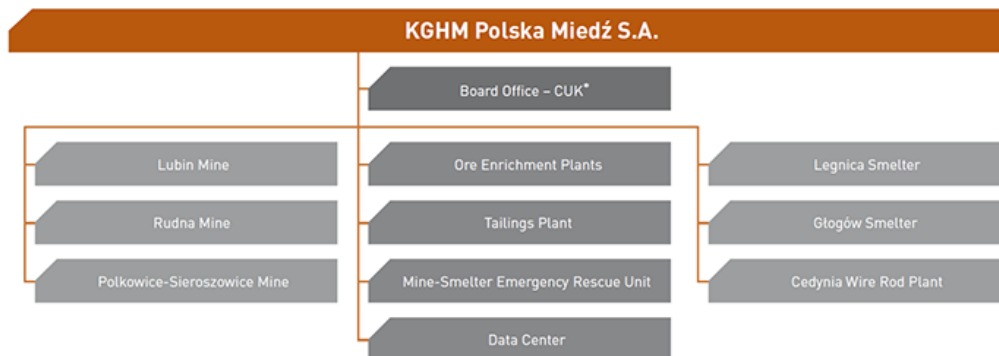 KGHM Polska Miedź S.A.
Board Office – CUK*
Lubin Mine
Ore Enrichment Plants
Legnica Smelter
Rudna Mine
Tailings Plant
Głogów Smelter
Polkowice-Sieroszowice Mine
Mine-Smelter Emergency Rescue Unit
Cedynia Wire Rod Plant
Data Center